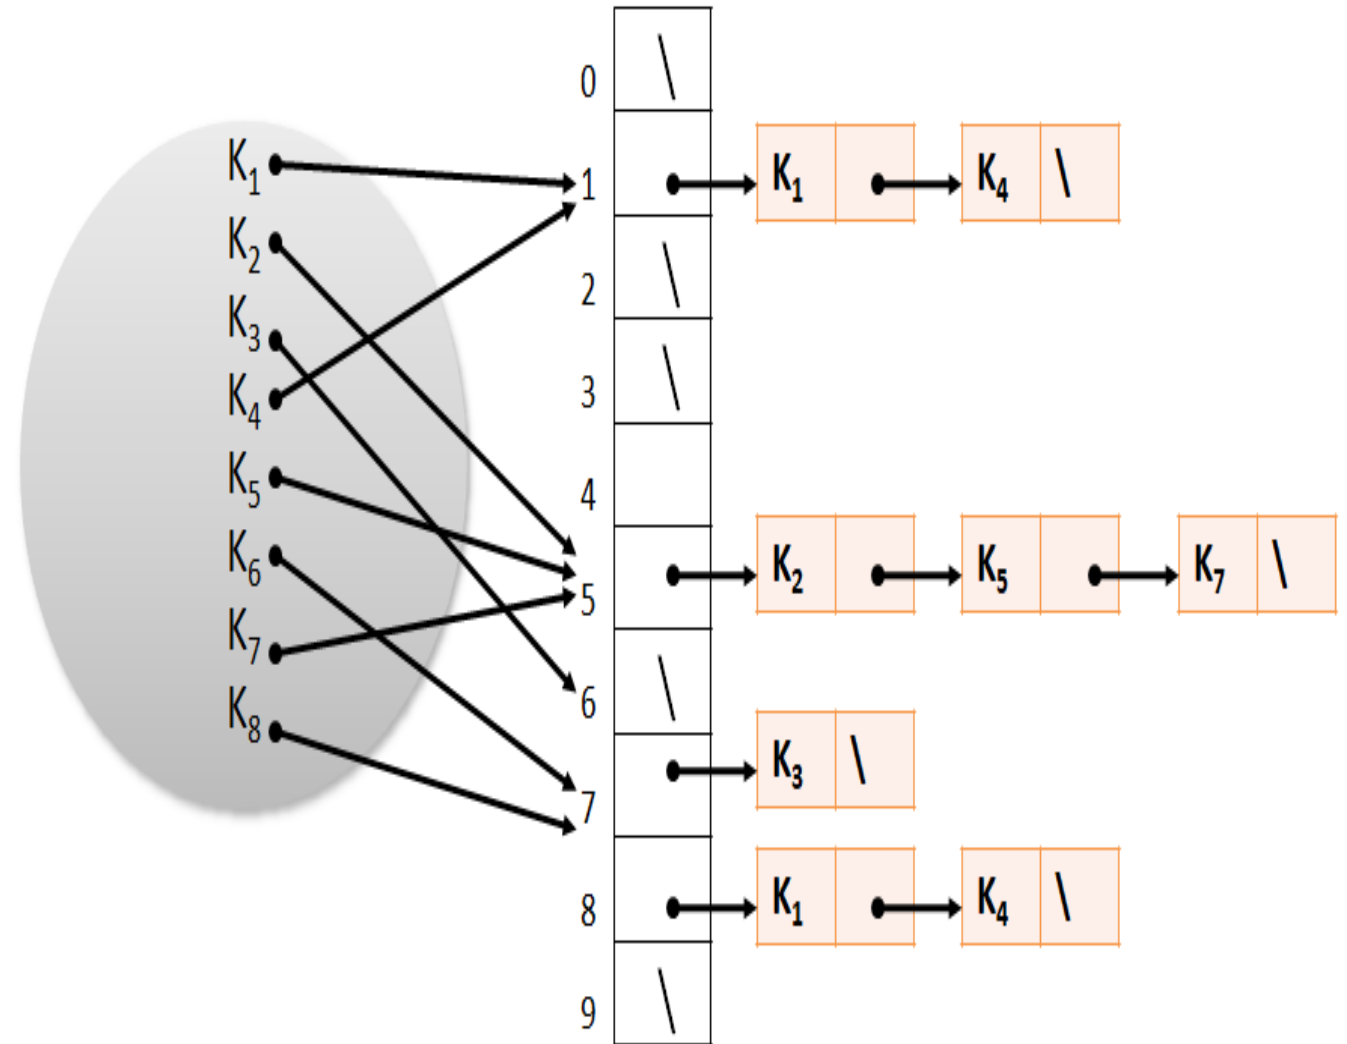 K₁
K₂
K₃
K₄
K₅
K₆
K₇
K₈
0 \
1 K₁ K₄ \
2 \
3 \
4
5 K₂ K₅ K₇ \
6 \
7 K₃ \
8 K₁ K₄ \
9 \